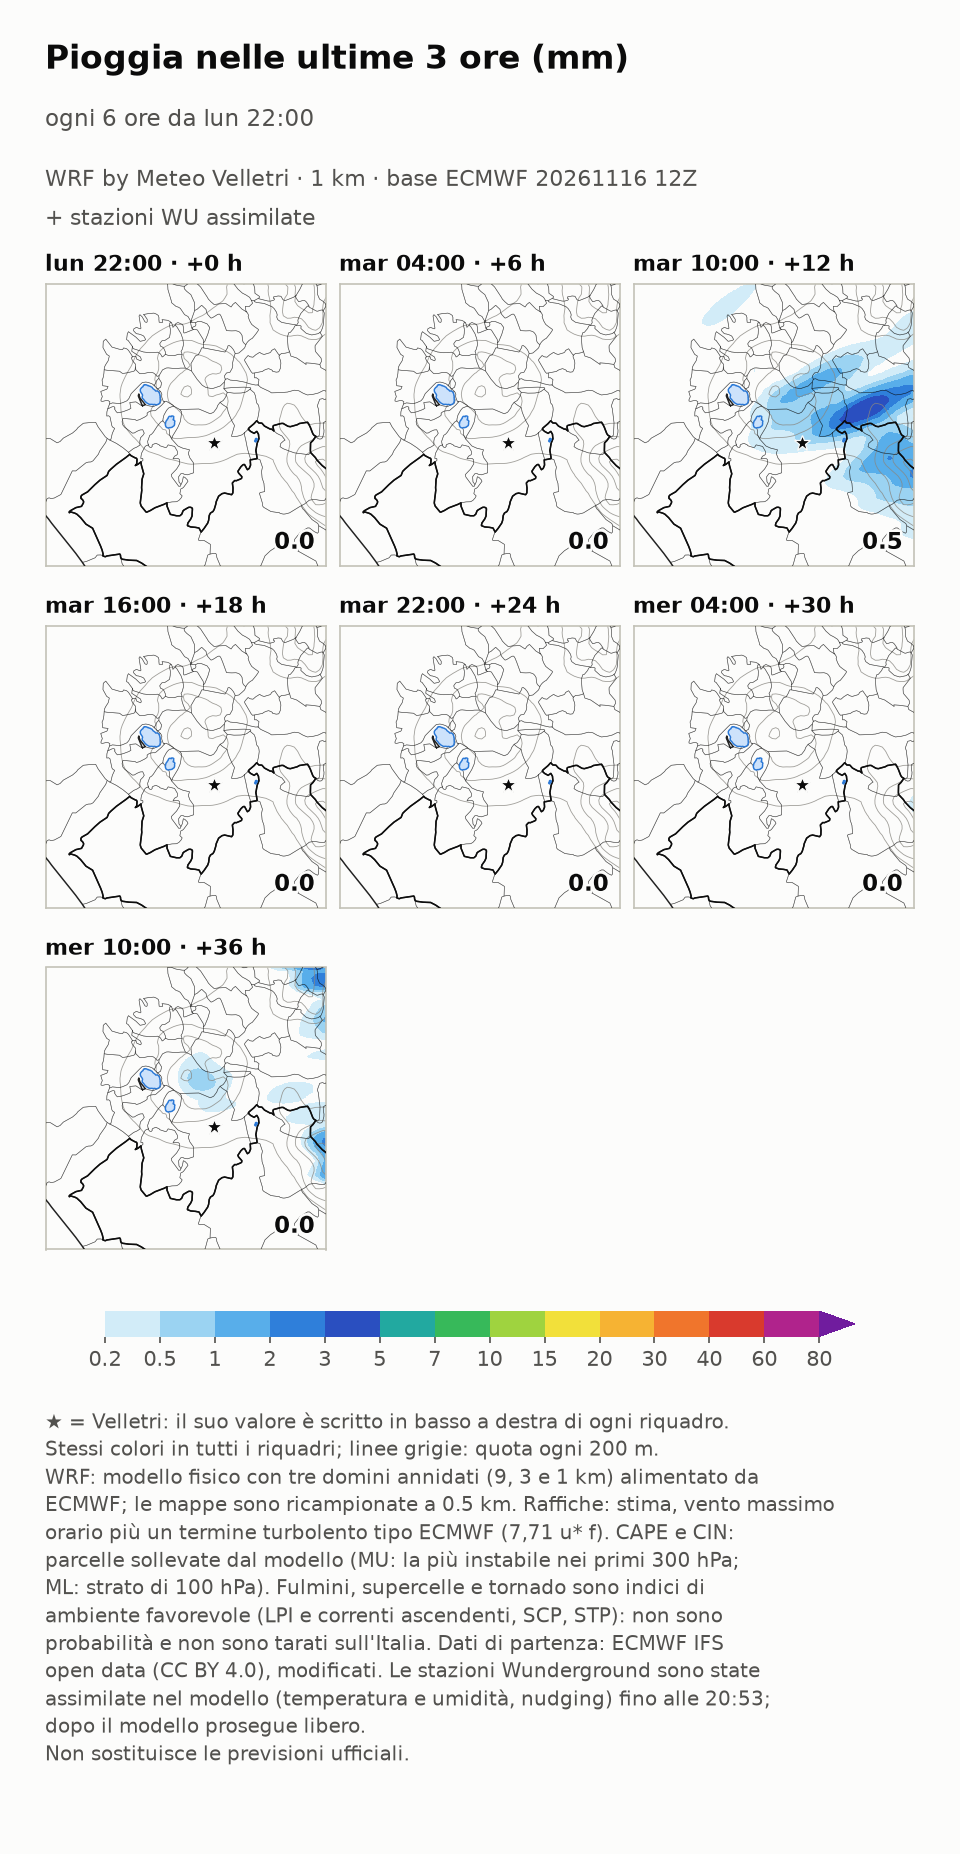 Pioggia nelle ultime 3 ore (mm)
ogni 6 ore da lun 22:00
WRF by Meteo Velletri · 1 km · base ECMWF 20261116 12Z
+ stazioni WU assimilate
lun 22:00 · +0 h
mar 04:00 · +6 h
mar 10:00 · +12 h
0.0
0.0
0.5
mar 16:00 · +18 h
mar 22:00 · +24 h
mer 04:00 · +30 h
0.0
0.0
0.0
mer 10:00 · +36 h
0.0
0.2 0.5 1 2 3 5 7 10 15 20 30 40 60 80
★ = Velletri: il suo valore è scritto in basso a destra di ogni riquadro.
Stessi colori in tutti i riquadri; linee grigie: quota ogni 200 m.
WRF: modello fisico con tre domini annidati (9, 3 e 1 km) alimentato da
ECMWF; le mappe sono ricampionate a 0.5 km. Raffiche: stima, vento massimo
orario più un termine turbolento tipo ECMWF (7,71 u* f). CAPE e CIN:
parcelle sollevate dal modello (MU: la più instabile nei primi 300 hPa;
ML: strato di 100 hPa). Fulmini, supercelle e tornado sono indici di
ambiente favorevole (LPI e correnti ascendenti, SCP, STP): non sono
probabilità e non sono tarati sull'Italia. Dati di partenza: ECMWF IFS
open data (CC BY 4.0), modificati. Le stazioni Wunderground sono state
assimilate nel modello (temperatura e umidità, nudging) fino alle 20:53;
dopo il modello prosegue libero.
Non sostituisce le previsioni ufficiali.